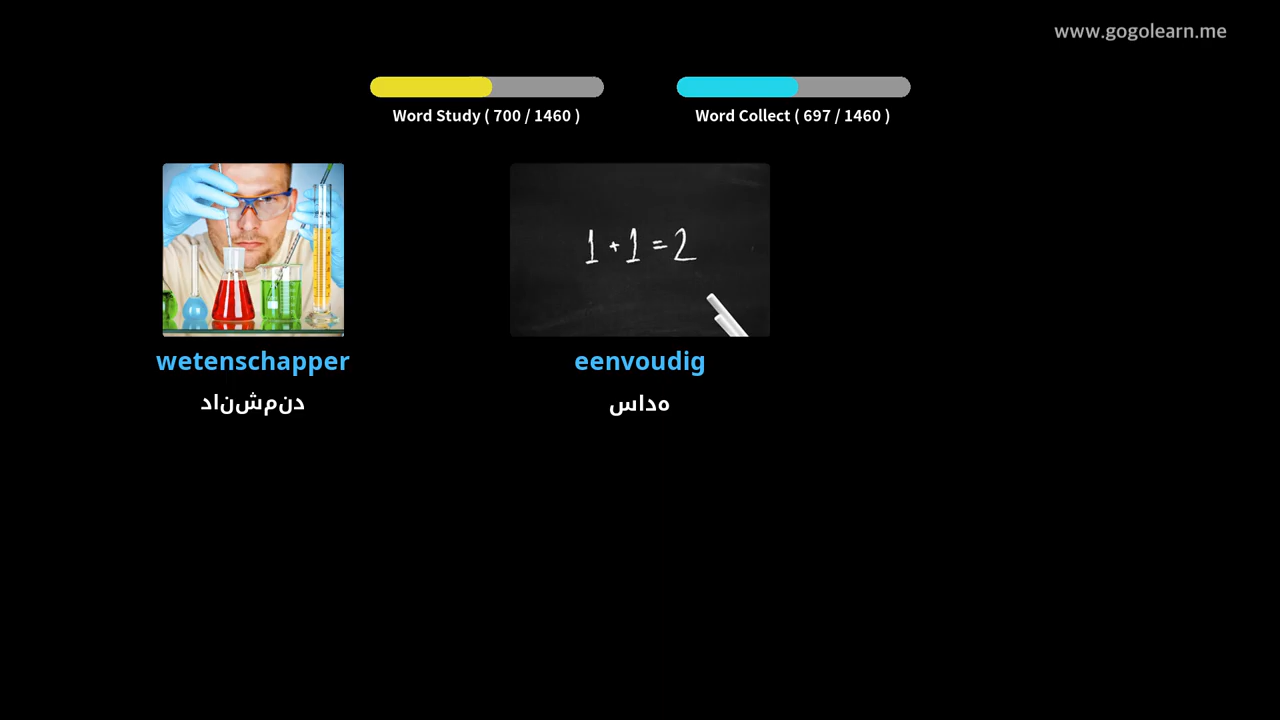 www.gogolearn.me
Word Study ( 700 / 1460 )
Word Collect ( 697 / 1460 )
1 + 1 = 2
wetenschapper
دنمشناد
eenvoudig
هداس